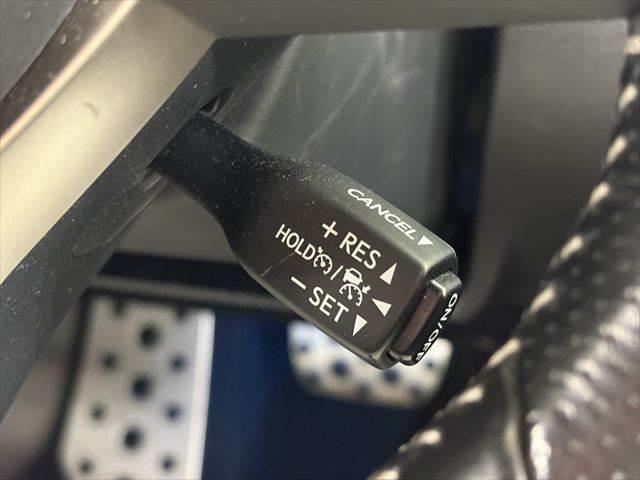 CANCEL▼
+ RES ▲
HOLD /
− SET ▼
ON/OFF